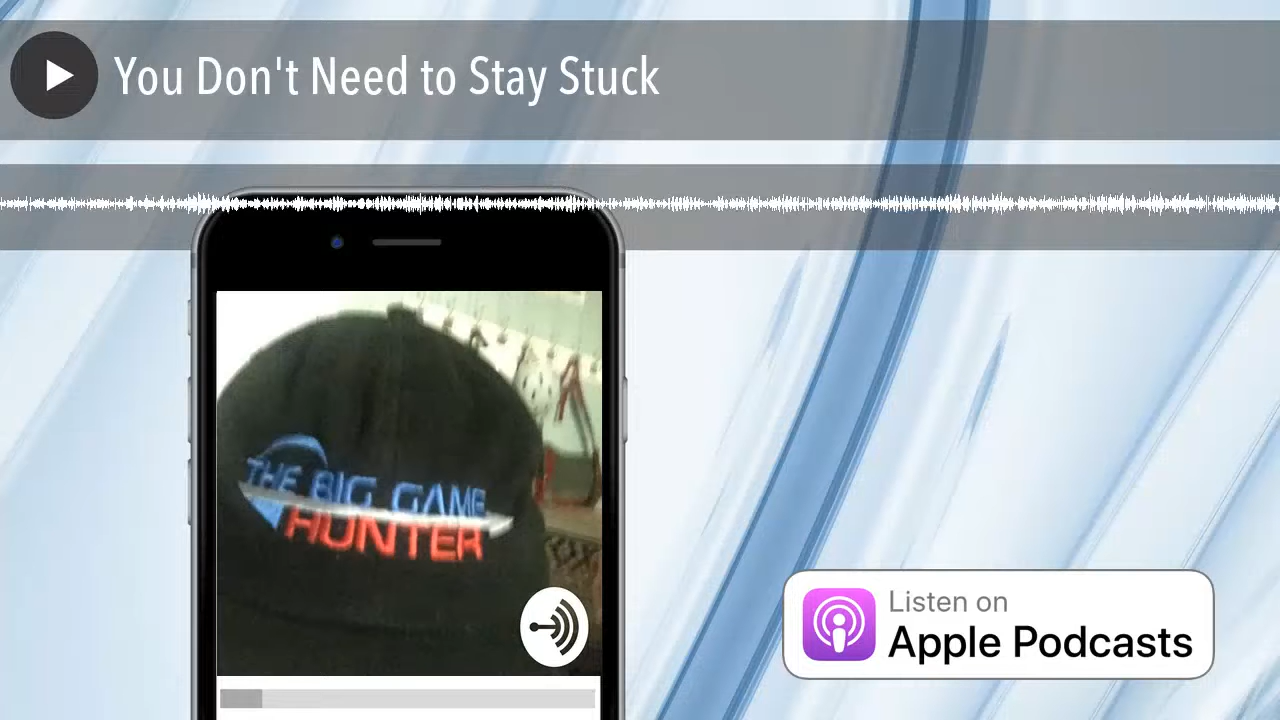 You Don't Need to Stay Stuck
THE BIG GAME
HUNTER
Listen on
Apple Podcasts